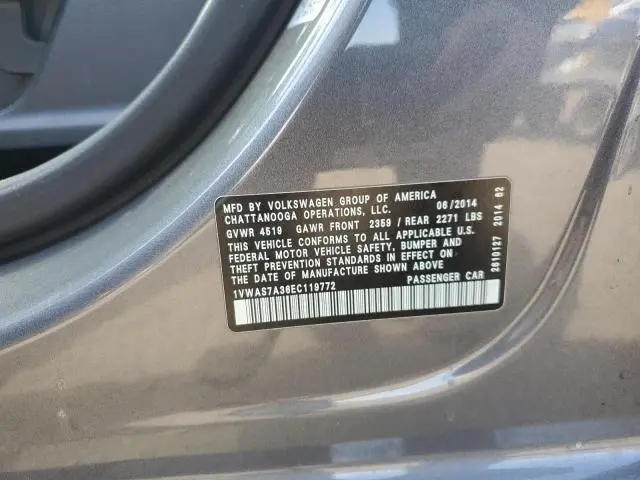 MFD BY VOLKSWAGEN GROUP OF AMERICA
CHATTANOOGA OPERATIONS, LLC. 06/2014
GVWR 4519 GAWR FRONT 2359 / REAR 2271 LBS
THIS VEHICLE CONFORMS TO ALL APPLICABLE U.S.
FEDERAL MOTOR VEHICLE SAFETY, BUMPER AND
THEFT PREVENTION STANDARDS IN EFFECT ON
THE DATE OF MANUFACTURE SHOWN ABOVE
1VWAS7A36EC119772 PASSENGER CAR
2610127 2014 02